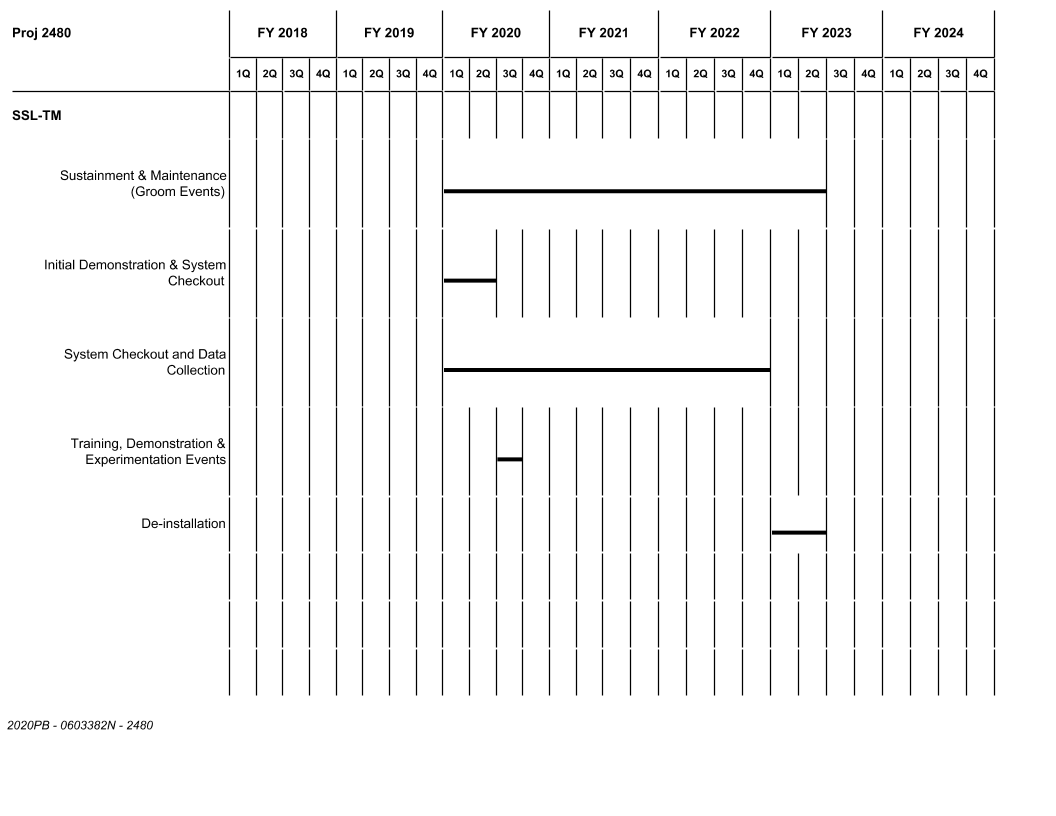 Proj 2480 FY 2018 FY 2019 FY 2020 FY 2021 FY 2022 FY 2023 FY 2024
1Q 2Q 3Q 4Q 1Q 2Q 3Q 4Q 1Q 2Q 3Q 4Q 1Q 2Q 3Q 4Q 1Q 2Q 3Q 4Q 1Q 2Q 3Q 4Q 1Q 2Q 3Q 4Q
SSL-TM
Sustainment & Maintenance
(Groom Events)
Initial Demonstration & System
Checkout
System Checkout and Data
Collection
Training, Demonstration &
Experimentation Events
De-installation
2020PB - 0603382N - 2480